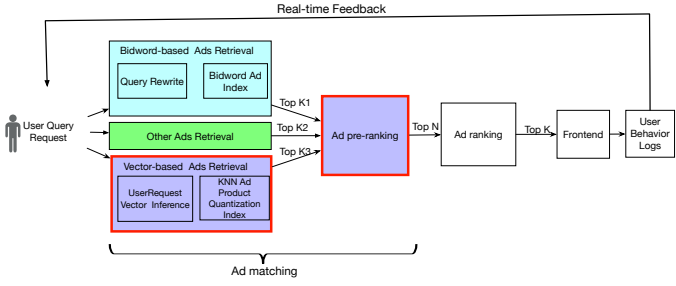 Real-time Feedback
Bidword-based Ads Retrieval
Query Rewrite
Bidword Ad
Index
User Query
Request
Other Ads Retrieval
Vector-based Ads Retrieval
UserRequest
Vector Inference
KNN Ad
Product
Quantization
Index
Top K1
Top K2
Top K3
Ad pre-ranking
Top N
Ad ranking
Top K
Frontend
User
Behavior
Logs
Ad matching